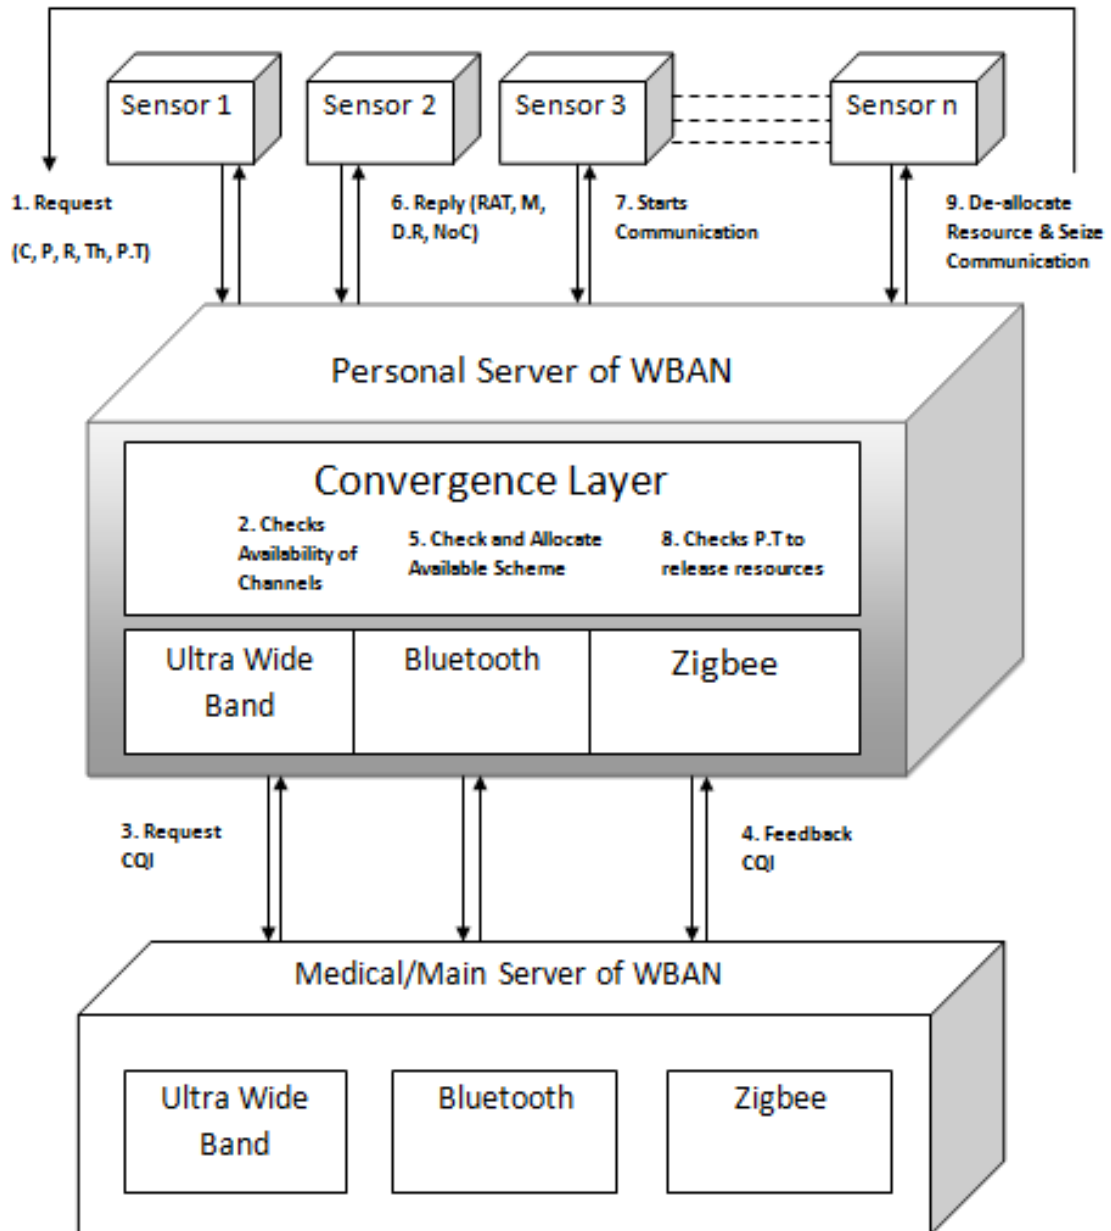 Sensor 1
Sensor 2
Sensor 3
Sensor n
1. Request
(C, P, R, Th, P.T)
6. Reply (RAT, M,
D.R, NoC)
7. Starts
Communication
9. De-allocate
Resource & Seize
Communication
Personal Server of WBAN
Convergence Layer
2. Checks
Availability of
Channels
5. Check and Allocate
Available Scheme
8. Checks P.T to
release resources
Ultra Wide
Band
Bluetooth
Zigbee
3. Request
CQI
4. Feedback
CQI
Medical/Main Server of WBAN
Ultra Wide
Band
Bluetooth
Zigbee